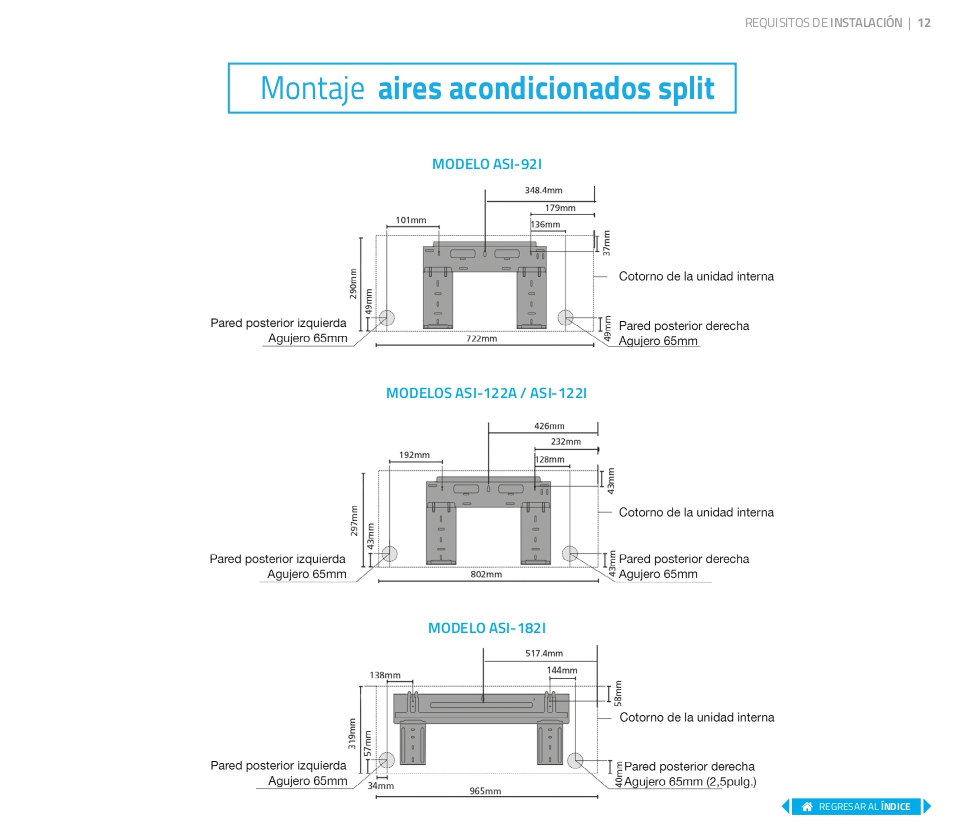 REQUISITOS DE INSTALACIÓN | 12
Montaje aires acondicionados split
MODELO ASI-92I
348.4mm
179mm
101mm
136mm
37mm
290mm
49mm
Cotorno de la unidad interna
Pared posterior izquierda
Agujero 65mm
49mm
Pared posterior derecha
Agujero 65mm
722mm
MODELOS ASI-122A / ASI-122I
426mm
232mm
192mm
128mm
43mm
297mm
43mm
Cotorno de la unidad interna
Pared posterior izquierda
Agujero 65mm
43mm
Pared posterior derecha
Agujero 65mm
802mm
MODELO ASI-182I
517.4mm
138mm
144mm
58mm
319mm
57mm
Cotorno de la unidad interna
Pared posterior izquierda
Agujero 65mm
34mm
40mm
Pared posterior derecha
Agujero 65mm (2,5pulg.)
965mm
REGRESAR AL ÍNDICE